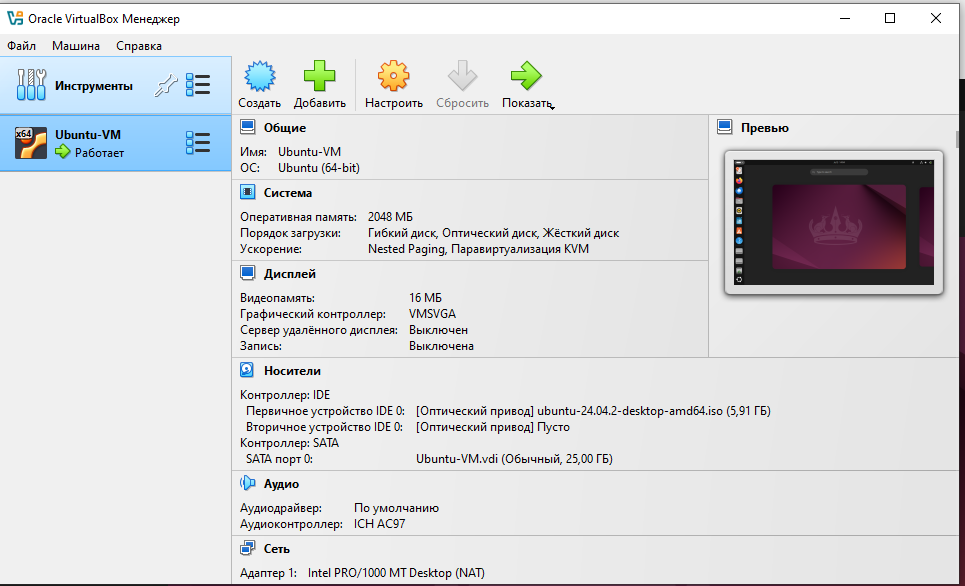 Oracle VirtualBox Менеджер
Файл Машина Справка
Инструменты
Создать Добавить Настроить Сбросить Показать
x64
Ubuntu-VM
Работает
Общие
Имя: Ubuntu-VM
ОС: Ubuntu (64-bit)
Превью
Система
Оперативная память: 2048 МБ
Порядок загрузки: Гибкий диск, Оптический диск, Жёсткий диск
Ускорение: Nested Paging, Паравиртуализация KVM
Дисплей
Видеопамять: 16 МБ
Графический контроллер: VMSVGA
Сервер удалённого дисплея: Выключен
Запись: Выключена
Носители
Контроллер: IDE
Первичное устройство IDE 0: [Оптический привод] ubuntu-24.04.2-desktop-amd64.iso (5,91 ГБ)
Вторичное устройство IDE 0: [Оптический привод] Пусто
Контроллер: SATA
SATA порт 0: Ubuntu-VM.vdi (Обычный, 25,00 ГБ)
Аудио
Аудиодрайвер: По умолчанию
Аудиоконтроллер: ICH AC97
Сеть
Адаптер 1: Intel PRO/1000 MT Desktop (NAT)